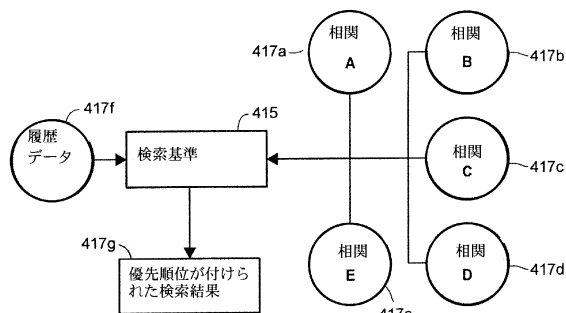 相関
A
417a
相関
B
417b
417f
履歴
データ
415
検索基準
相関
C
417c
417g
優先順位が付けら
れた検索結果
相関
E
相関
D
417d